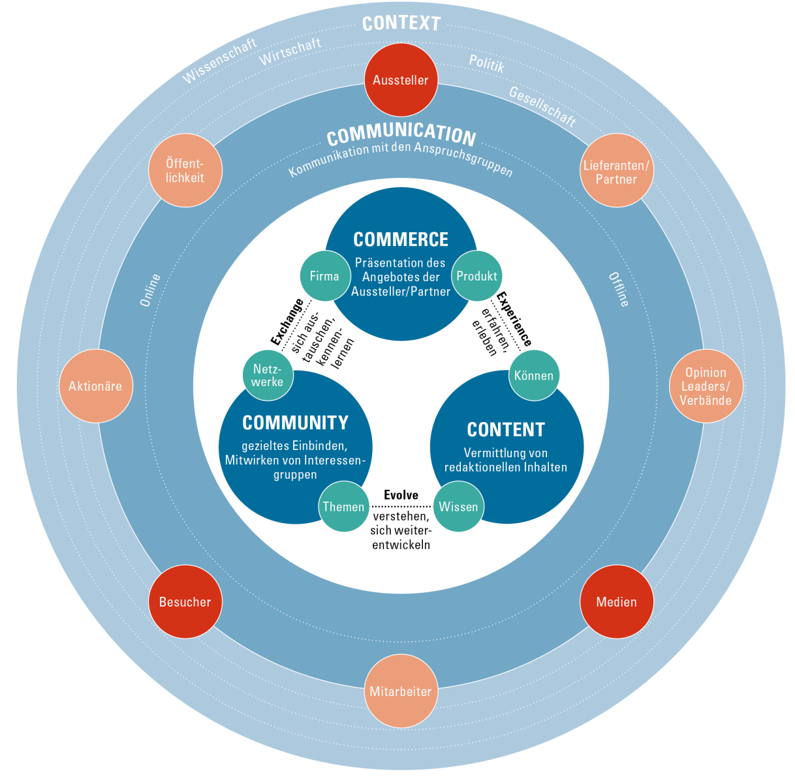 CONTEXT
Wissenschaft
Wirtschaft
Politik
Gesellschaft
Aussteller
COMMUNICATION
Kommunikation mit den Anspruchsgruppen
Öffent-
lichkeit
Lieferanten/
Partner
COMMERCE
Präsentation des
Angebotes der
Aussteller/Partner
Firma
Produkt
Online
Offline
Exchange
sich aus-
tauschen,
kennen-
lernen
Experience
erfahren,
erleben
Netz-
werke
Können
Aktionäre
Opinion
Leaders/
Verbände
COMMUNITY
gezieltes Einbinden,
Mitwirken von Interessen-
gruppen
CONTENT
Vermittlung von
redaktionellen Inhalten
Themen
Evolve
verstehen,
sich weiter-
entwickeln
Wissen
Besucher
Medien
Mitarbeiter